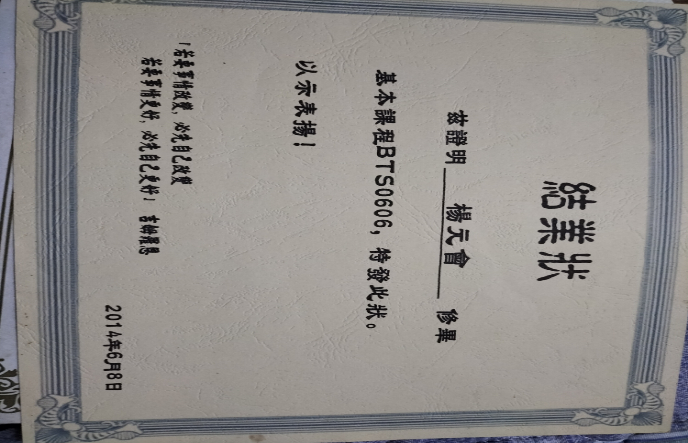 結業狀
茲證明 楊元會 修畢
基本課程BTS0606，特發此狀。
以示表揚！
「若要事情改變，必先自己改變
若要事情更好，必先自己更好」 吉姆羅恩
2014年6月8日